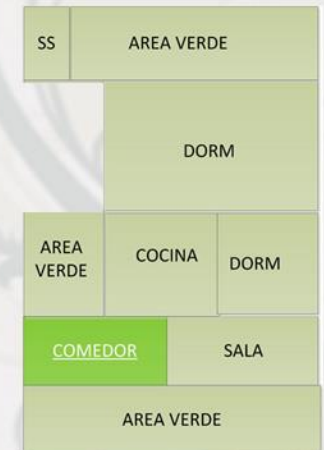 SS
AREA VERDE
DORM
AREA
VERDE
COCINA
DORM
COMEDOR
SALA
AREA VERDE